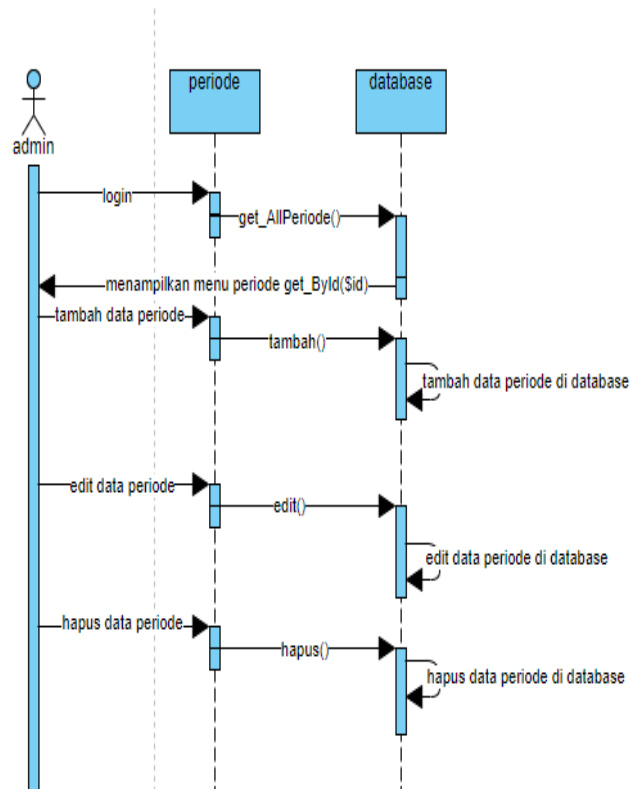 periode
database
admin
login
get_AllPeriode()
menampilkan menu periode get_ById($id)
tambah data periode
tambah()
tambah data periode di database
edit data periode
edit()
edit data periode di database
hapus data periode
hapus()
hapus data periode di database